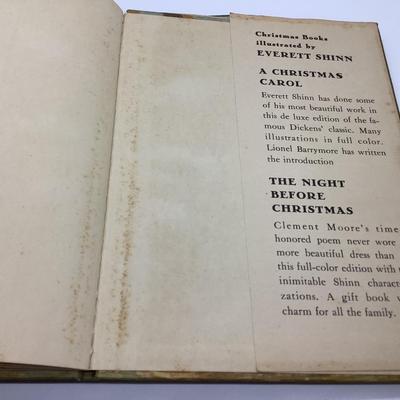 Christmas Books
illustrated by
EVERETT SHINN
A CHRISTMAS
CAROL
Everett Shinn has done some
of his most beautiful work in
this de luxe edition of the fa-
mous Dickens' classic. Many
illustrations in full color.
Lionel Barrymore has written
the introduction
THE NIGHT
BEFORE
CHRISTMAS
Clement Moore's time
honored poem never wore
more beautiful dress than
this full-color edition with
inimitable Shinn characte
zations. A gift book
charm for all the family.